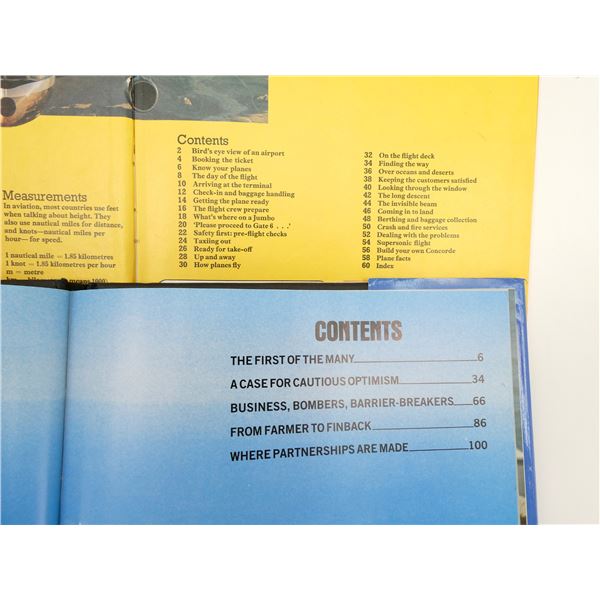 Measurements
In aviation, most countries use feet
when talking about height. They
also use nautical miles for distance,
and knots—nautical miles per
hour—for speed.
1 nautical mile = 1.85 kilometres
1 knot = 1.85 kilometres per hour
m = metre
means 1000)
Contents
2 Bird's eye view of an airport
4 Booking the ticket
6 Know your planes
8 The day of the flight
10 Arriving at the terminal
12 Check-in and baggage handling
14 Getting the plane ready
16 The flight crew prepare
18 What's where on a Jumbo
20 'Please proceed to Gate 6 . . .'
22 Safety first: pre-flight checks
24 Taxiing out
26 Ready for take-off
28 Up and away
30 How planes fly
32 On the flight deck
34 Finding the way
36 Over oceans and deserts
38 Keeping the customers satisfied
40 Looking through the window
42 The long descent
44 The invisible beam
46 Coming in to land
48 Berthing and baggage collection
50 Crash and fire services
52 Dealing with the problems
54 Supersonic flight
56 Build your own Concorde
58 Plane facts
60 Index
CONTENTS
THE FIRST OF THE MANY 6
A CASE FOR CAUTIOUS OPTIMISM 34
BUSINESS, BOMBERS, BARRIER-BREAKERS 66
FROM FARMER TO FINBACK 86
WHERE PARTNERSHIPS ARE MADE 100